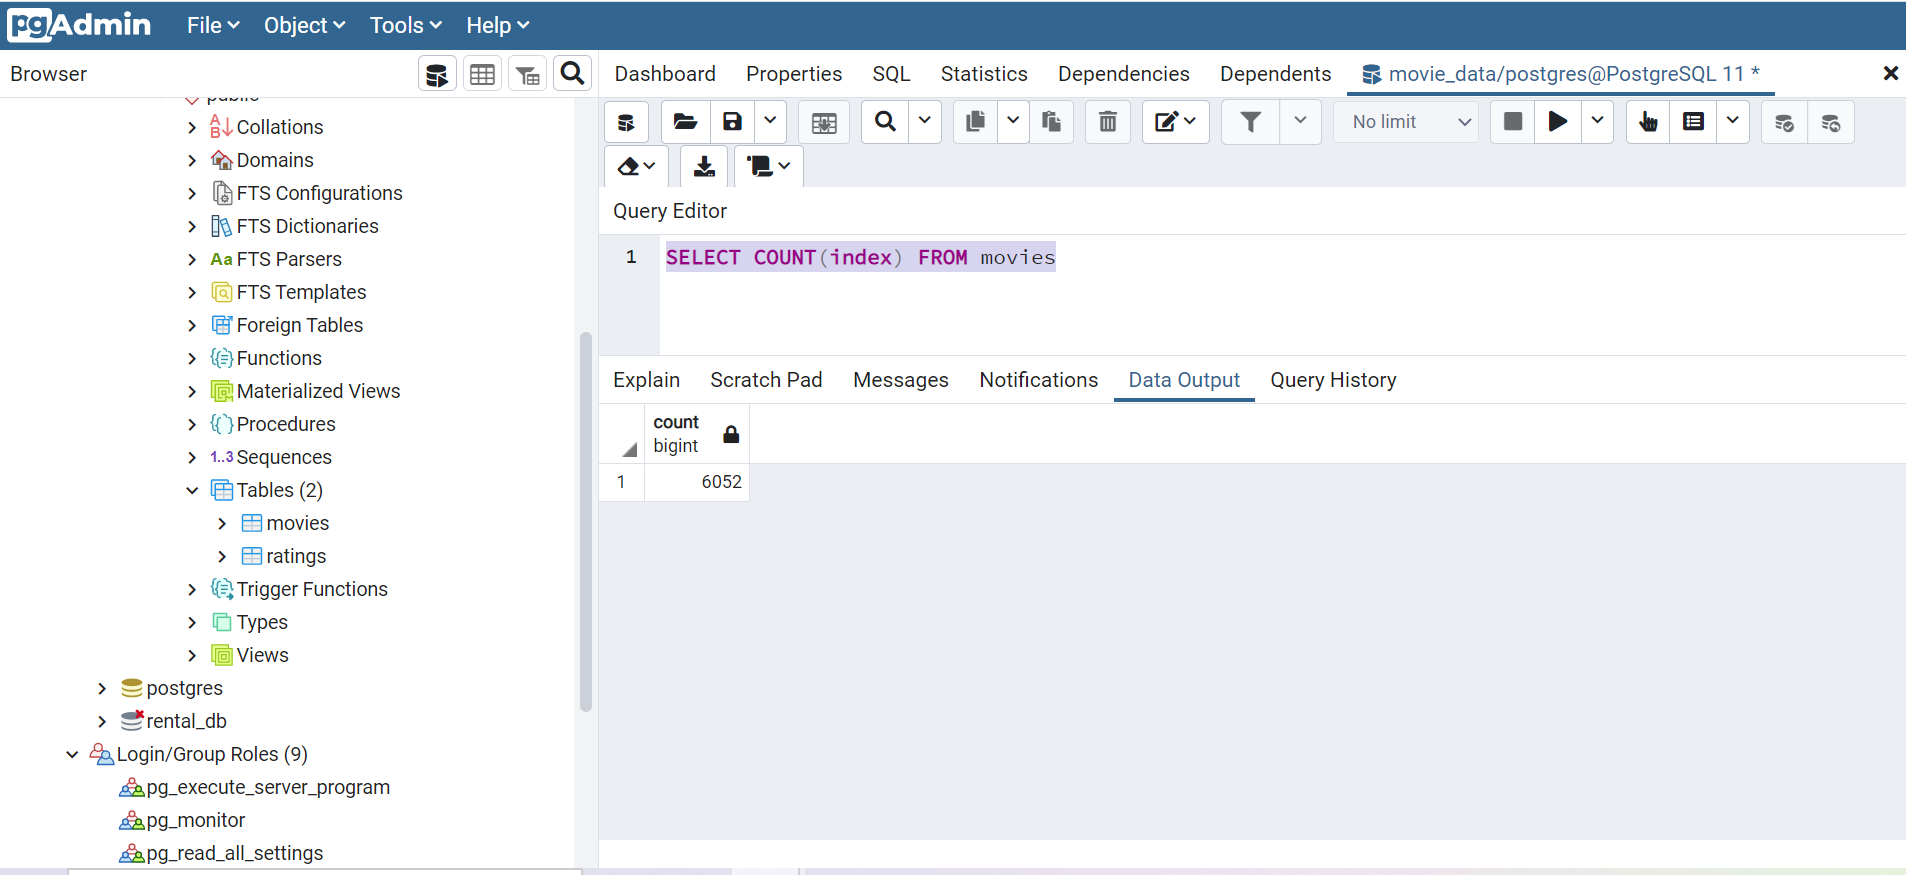 pgAdmin File Object Tools Help
Browser
Dashboard Properties SQL Statistics Dependencies Dependents movie_data/postgres@PostgreSQL 11 *
public
Collations
Domains
FTS Configurations
FTS Dictionaries
Aa FTS Parsers
FTS Templates
Foreign Tables
Functions
Materialized Views
Procedures
1..3 Sequences
Tables (2)
movies
ratings
Trigger Functions
Types
Views
postgres
rental_db
Login/Group Roles (9)
pg_execute_server_program
pg_monitor
pg_read_all_settings
No limit
Query Editor
1 SELECT COUNT(index) FROM movies
Explain Scratch Pad Messages Notifications Data Output Query History
count
bigint
1 6052